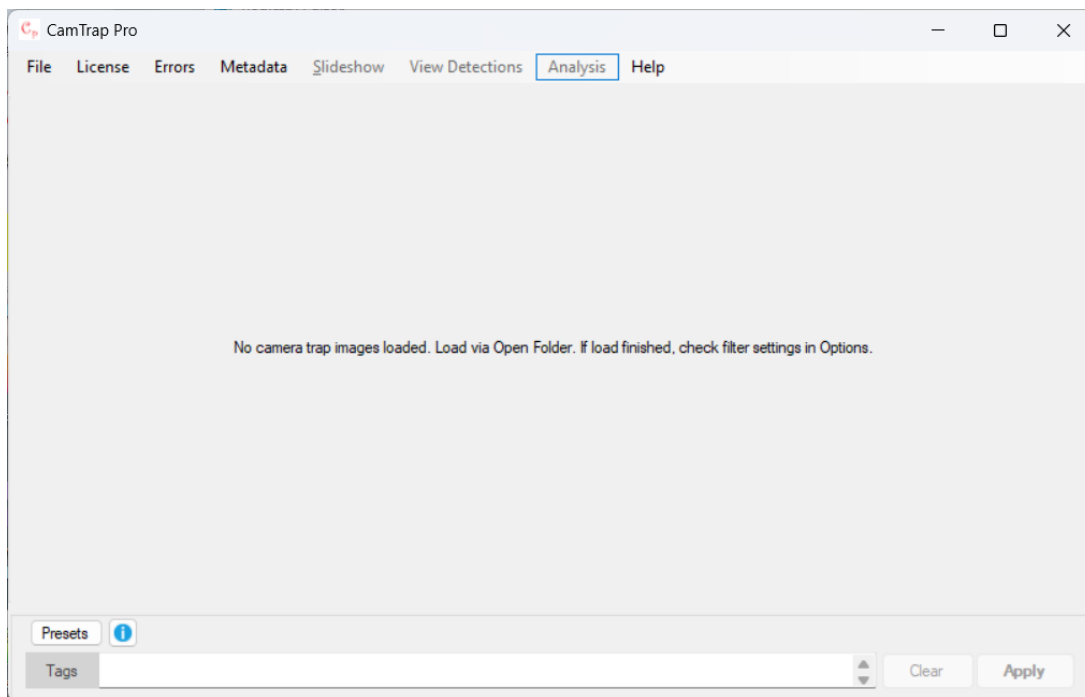 CamTrap Pro
File License Errors Metadata Slideshow View Detections Analysis Help
No camera trap images loaded. Load via Open Folder. If load finished, check filter settings in Options.
Presets
Tags Clear Apply